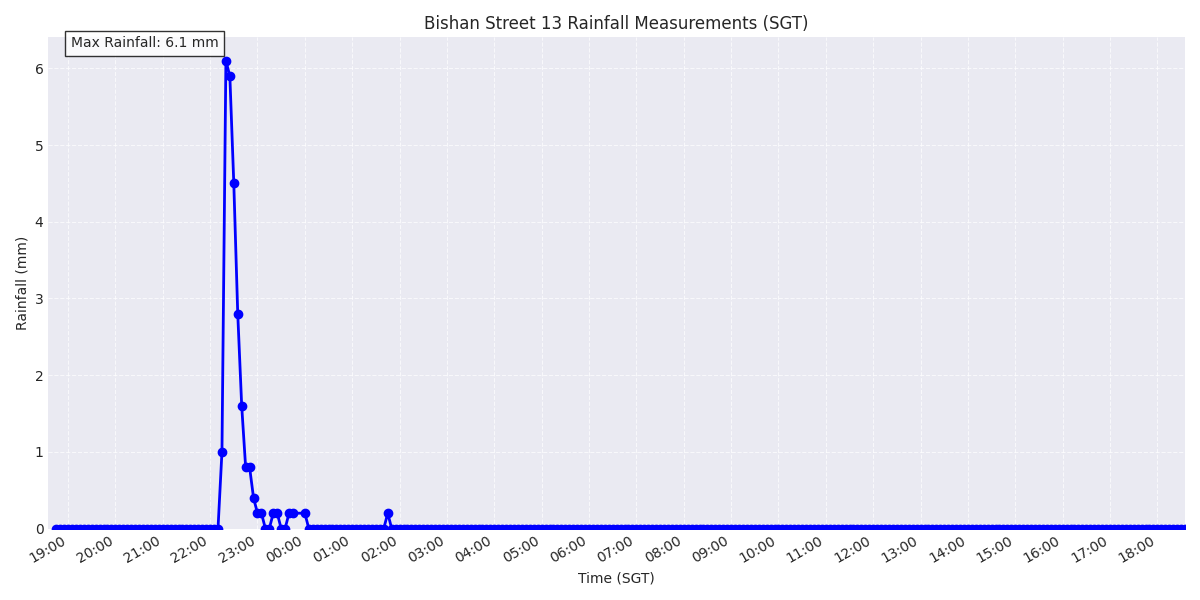 Bishan Street 13 Rainfall Measurements (SGT)
Max Rainfall: 6.1 mm
6
5
4
3
2
1
0
Rainfall (mm)
19:00 20:00 21:00 22:00 23:00 00:00 01:00 02:00 03:00 04:00 05:00 06:00 07:00 08:00 09:00 10:00 11:00 12:00 13:00 14:00 15:00 16:00 17:00 18:00
Time (SGT)